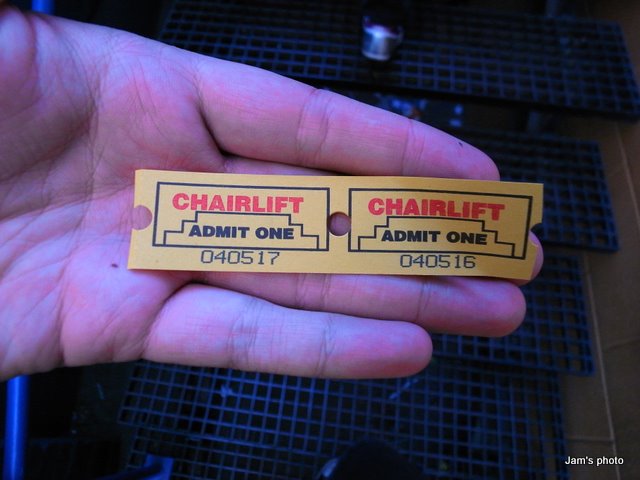 CHAIRLIFT
ADMIT ONE
040517
CHAIRLIFT
ADMIT ONE
040516
Jam's photo